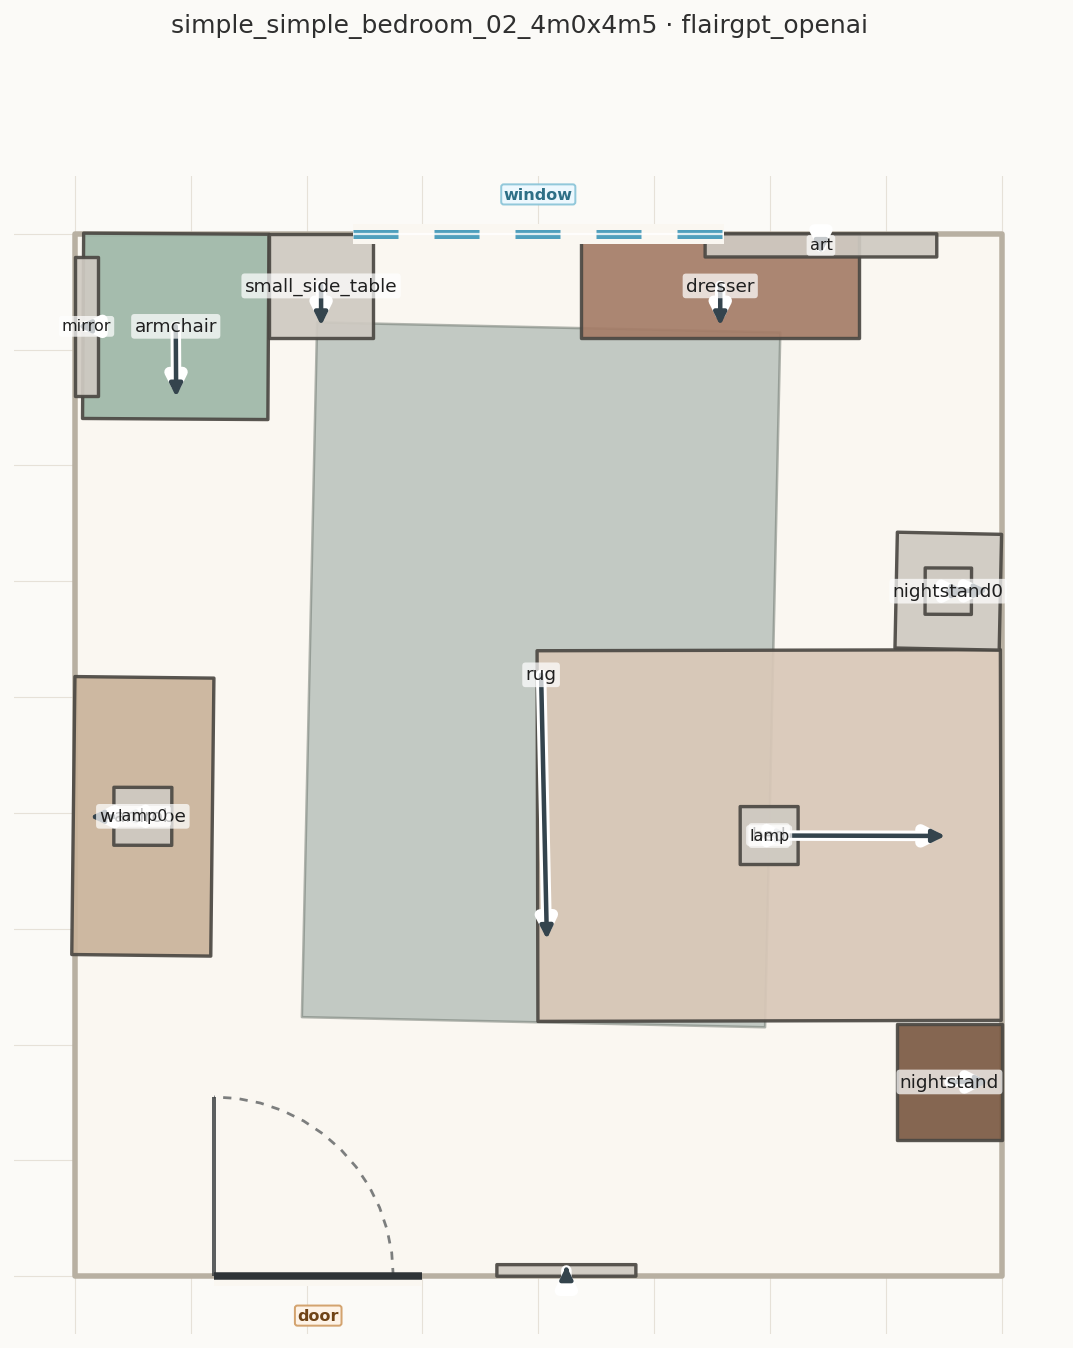 simple_simple_bedroom_02_4m0x4m5 · flairgpt_openai
window
art
small_side_table
dresser
mirror
armchair
nightstand0
rug
lamp0
lamp
nightstand
door